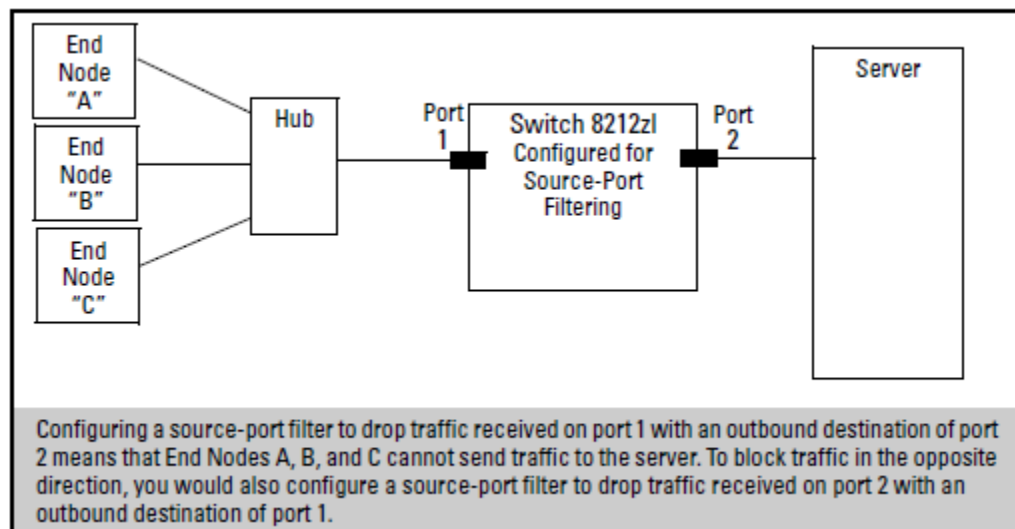 End
Node
"A"
End
Node
"B"
End
Node
"C"
Hub
Port
1
Switch 8212zl
Configured for
Source-Port
Filtering
Port
2
Server
Configuring a source-port filter to drop traffic received on port 1 with an outbound destination of port
2 means that End Nodes A, B, and C cannot send traffic to the server. To block traffic in the opposite
direction, you would also configure a source-port filter to drop traffic received on port 2 with an
outbound destination of port 1.